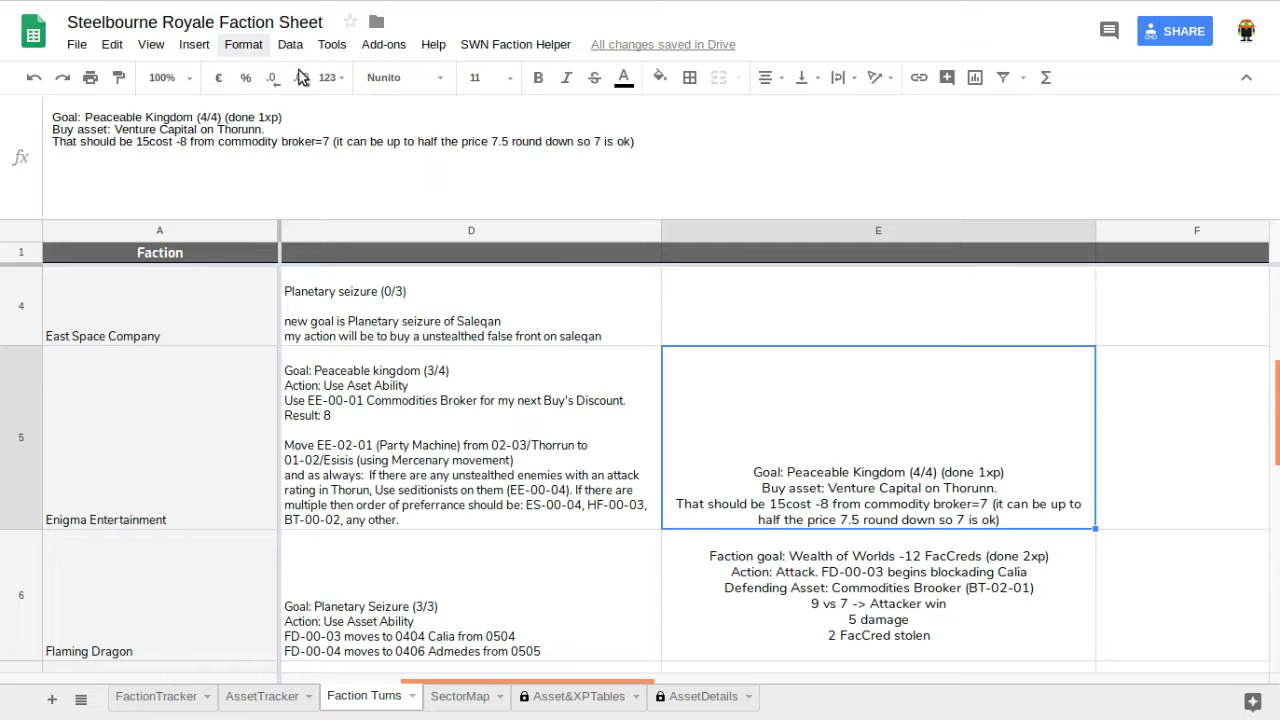 Steelbourne Royale Faction Sheet
File Edit View Insert Format Data Tools Add-ons Help SWN Faction Helper All changes saved in Drive
SHARE
100% € % .0 123 Nunito 11 B I S A
Goal: Peaceable Kingdom (4/4) (done 1xp)
Buy asset: Venture Capital on Thorunn.
That should be 15cost -8 from commodity broker=7 (it can be up to half the price 7.5 round down so 7 is ok)
fx
A D E F
1 Faction
4
East Space Company
Planetary seizure (0/3)
new goal is Planetary seizure of Saleqan
my action will be to buy a unstealthed false front on saleqan
5
Enigma Entertainment
Goal: Peaceable kingdom (3/4)
Action: Use Aset Ability
Use EE-00-01 Commodities Broker for my next Buy's Discount.
Result: 8
Move EE-02-01 (Party Machine) from 02-03/Thorrun to
01-02/Esisis (using Mercenary movement)
and as always: If there are any unstealthed enemies with an attack
rating in Thorun, Use seditionists on them (EE-00-04). If there are
multiple then order of preferrance should be: ES-00-04, HF-00-03,
BT-00-02, any other.
Goal: Peaceable Kingdom (4/4) (done 1xp)
Buy asset: Venture Capital on Thorunn.
That should be 15cost -8 from commodity broker=7 (it can be up to
half the price 7.5 round down so 7 is ok)
6
Flaming Dragon
Goal: Planetary Seizure (3/3)
Action: Use Asset Ability
FD-00-03 moves to 0404 Calia from 0504
FD-00-04 moves to 0406 Admedes from 0505
Faction goal: Wealth of Worlds -12 FacCreds (done 2xp)
Action: Attack. FD-00-03 begins blockading Calia
Defending Asset: Commodities Brooker (BT-02-01)
9 vs 7 -> Attacker win
5 damage
2 FacCred stolen
FactionTracker AssetTracker Faction Turns SectorMap Asset&XPTables AssetDetails